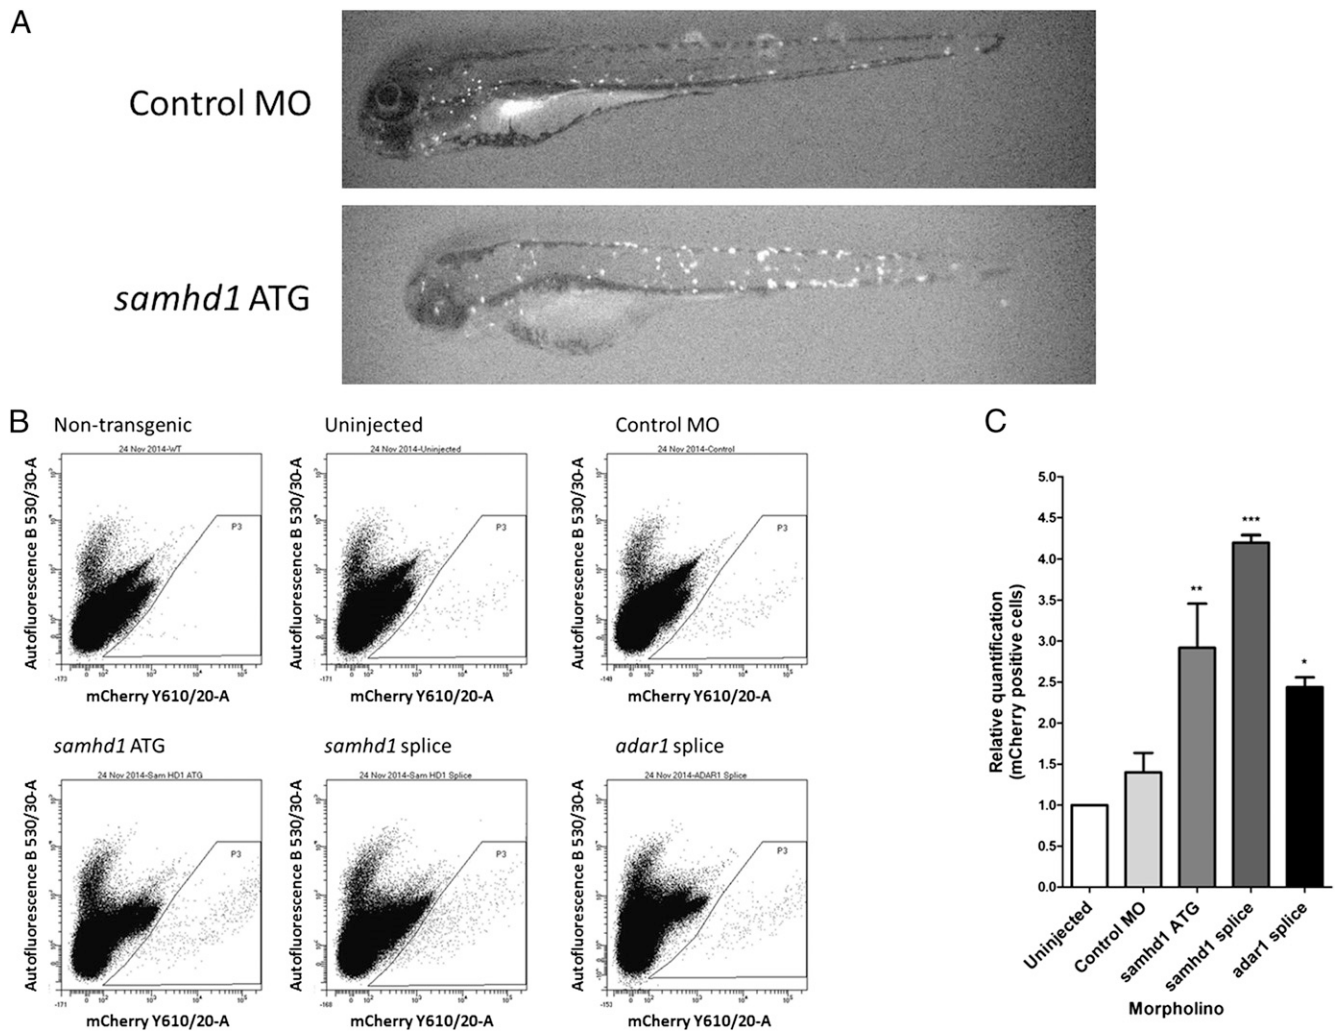 A
Control MO
samhd1 ATG
B
Non-transgenic
24 Nov 2014-WT
Autofluorescence B 530/30-A
P3
-173
mCherry Y610/20-A
Uninjected
24 Nov 2014-Uninjected
Autofluorescence B 530/30-A
P3
-171
mCherry Y610/20-A
Control MO
24 Nov 2014-Control
Autofluorescence B 530/30-A
P3
mCherry Y610/20-A
samhd1 ATG
24 Nov 2014-Sam HD1 ATG
Autofluorescence B 530/30-A
P3
-171
mCherry Y610/20-A
samhd1 splice
24 Nov 2014-Sam HD1 Splice
Autofluorescence B 530/30-A
P3
-168
mCherry Y610/20-A
adar1 splice
24 Nov 2014-ADAR1 Splice
Autofluorescence B 530/30-A
P3
mCherry Y610/20-A
C
Relative quantification
(mCherry positive cells)
5.0
4.5
4.0
3.5
3.0
2.5
2.0
1.5
1.0
0.5
0.0
**
***
*
Uninjected
Control MO
samhd1 ATG
samhd1 splice
adar1 splice
Morpholino